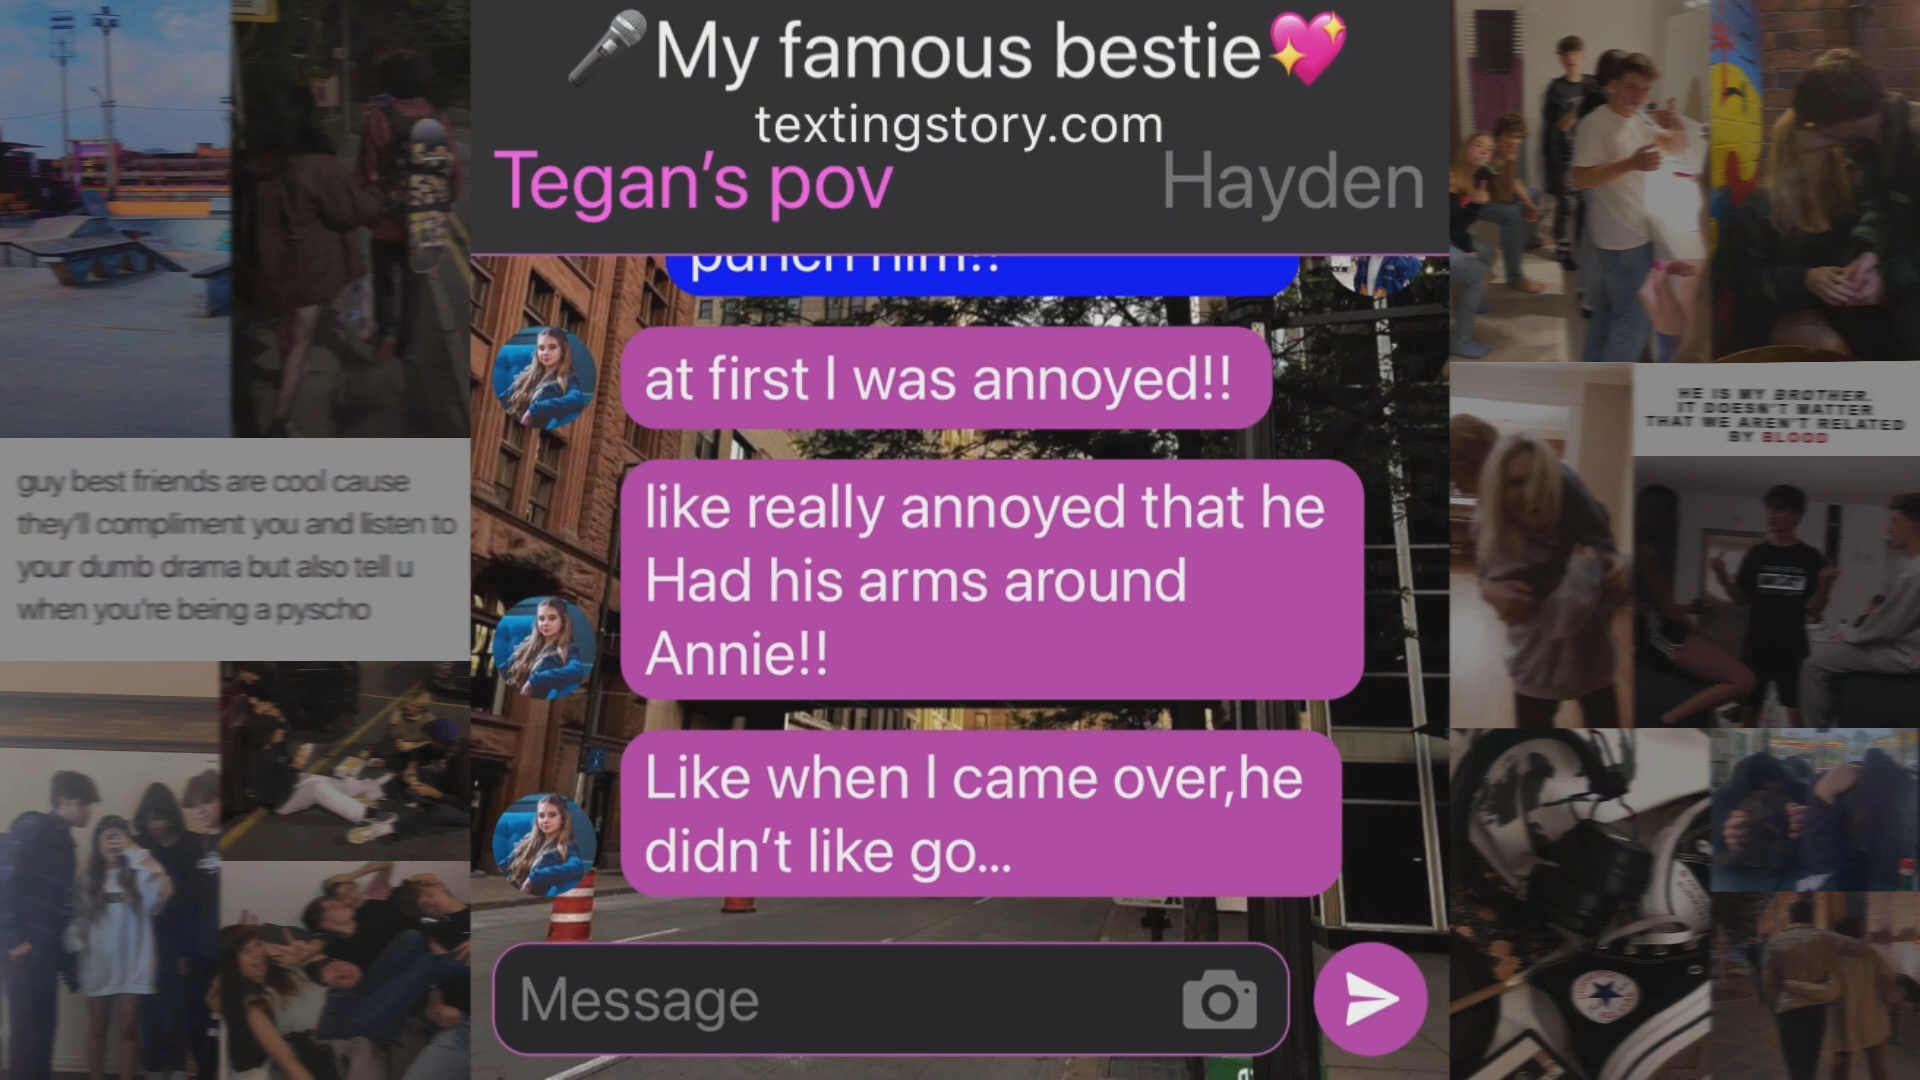 🎤My famous bestie💖
textingstory.com
Tegan’s pov
Hayden
punch him!!
at first I was annoyed!!
like really annoyed that he
Had his arms around
Annie!!
Like when I came over,he
didn’t like go...
Message
guy best friends are cool cause
they'll compliment you and listen to
your dumb drama but also tell u
when you're being a pyscho
HE IS MY BROTHER.
IT DOESN'T MATTER
THAT WE AREN'T RELATED
BY BLOOD